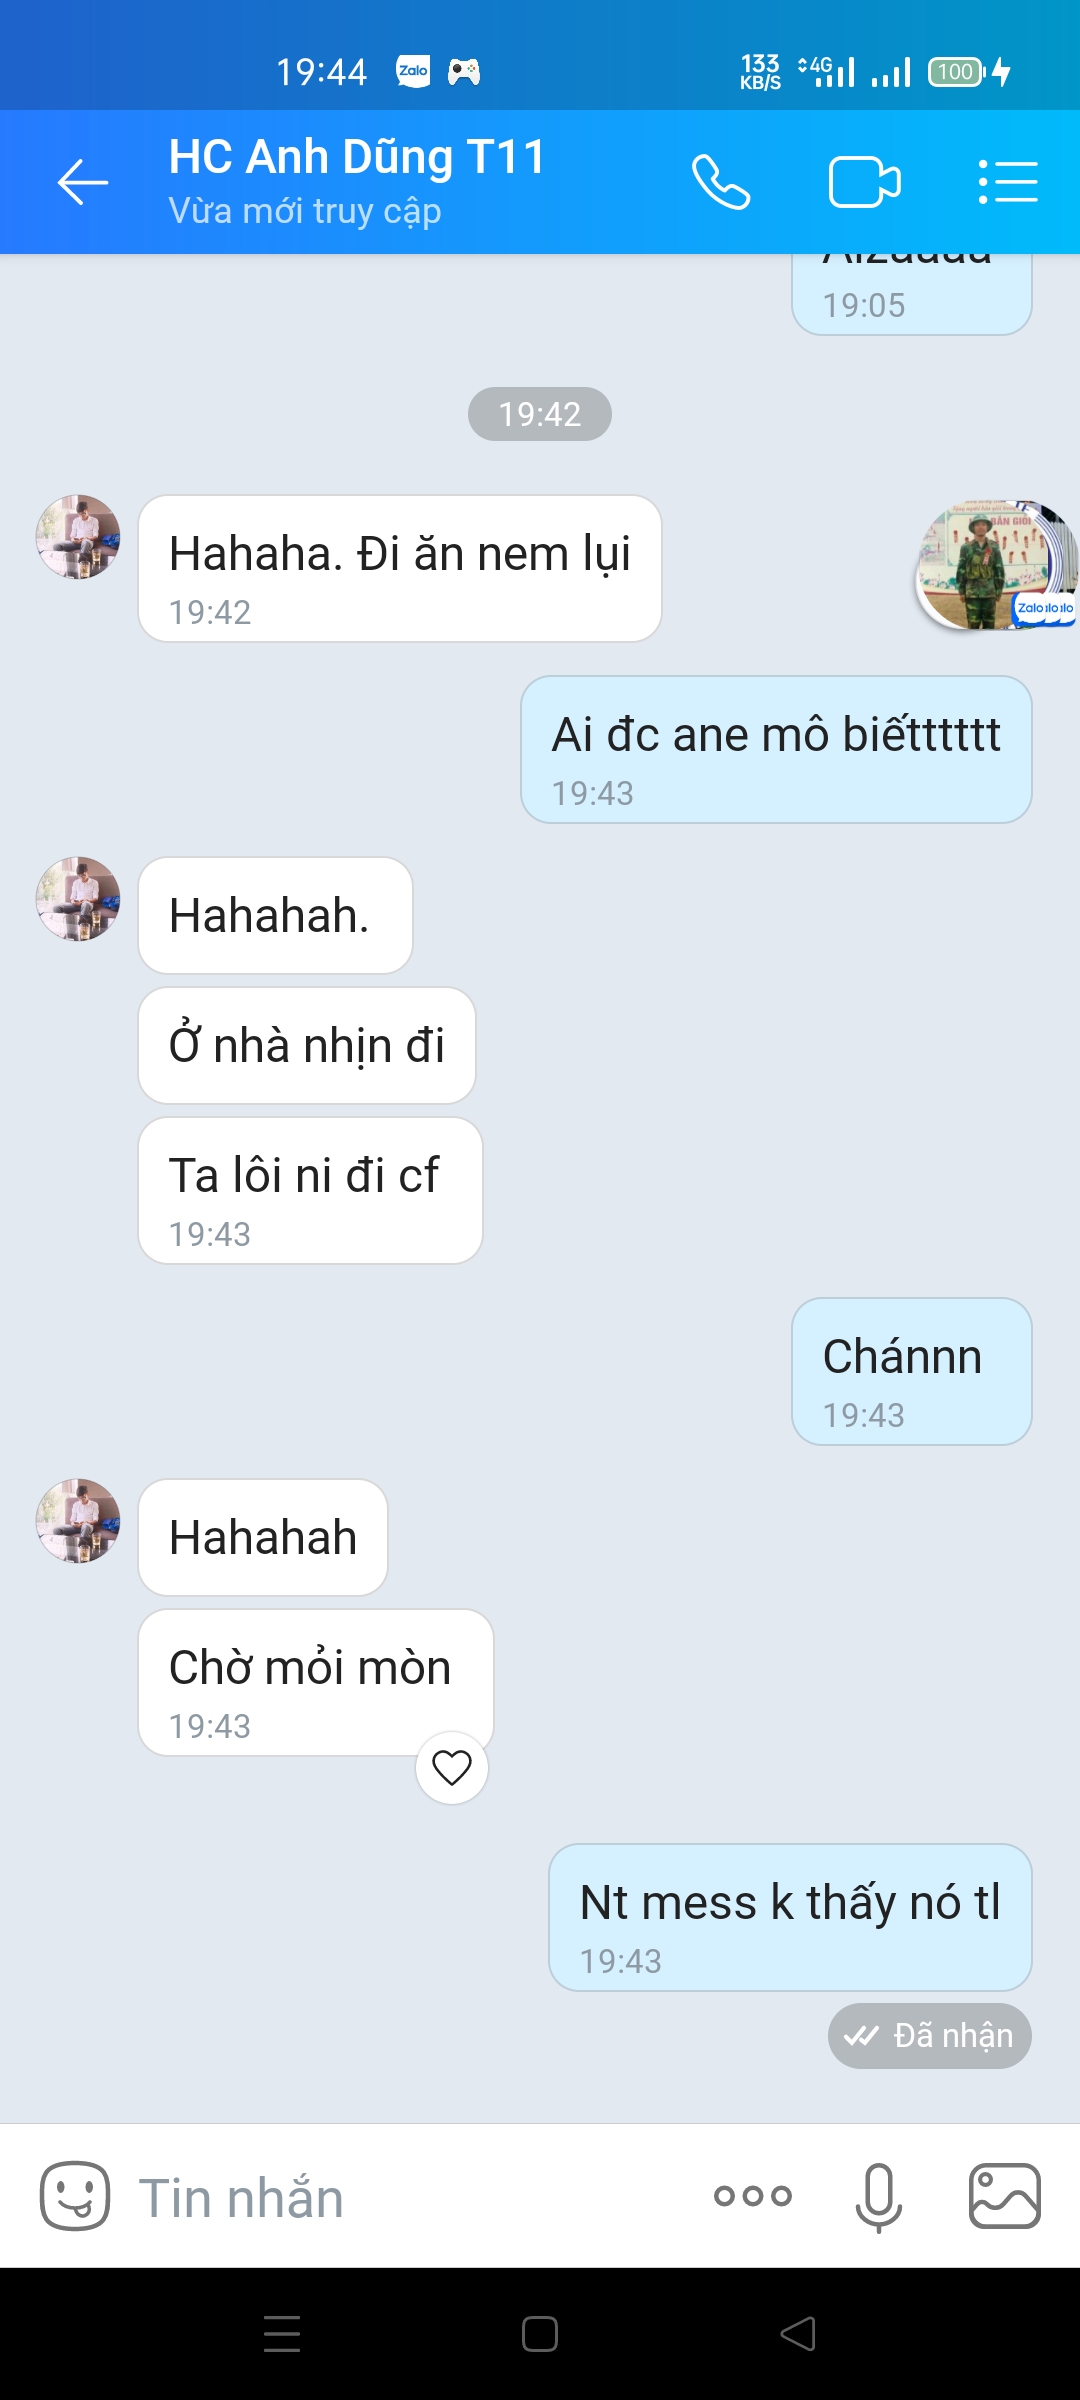 19:44
Zalo
133
KB/S
4G
100
HC Anh Dũng T11
Vừa mới truy cập
19:05
19:42
Hahaha. Đi ăn nem lụi
19:42
BẮN GIỎI
Zalo
Ai đc ane mô biếtttttt
19:43
Hahahah.
Ở nhà nhịn đi
Ta lôi ni đi cf
19:43
Chánnn
19:43
Hahahah
Chờ mỏi mòn
19:43
Nt mess k thấy nó tl
19:43
Đã nhận
Tin nhắn